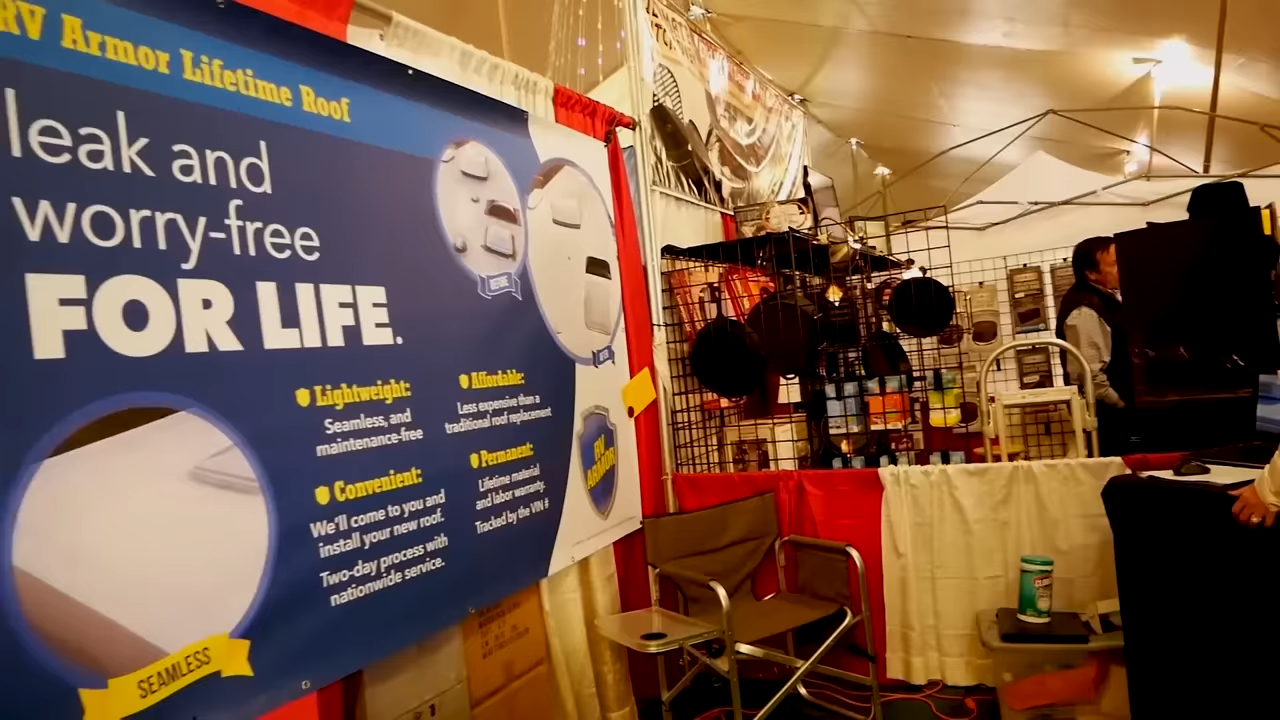 RV Armor Lifetime Roof
leak and
worry-free
FOR LIFE.
BEFORE
AFTER
Lightweight:
Seamless, and
maintenance-free
Affordable:
Less expensive than a
traditional roof replacement
Convenient:
We'll come to you and
install your new roof.
Two-day process with
nationwide service.
Permanent:
Lifetime material
and labor warranty.
Tracked by the VIN #
RV
ARMOR
SEAMLESS